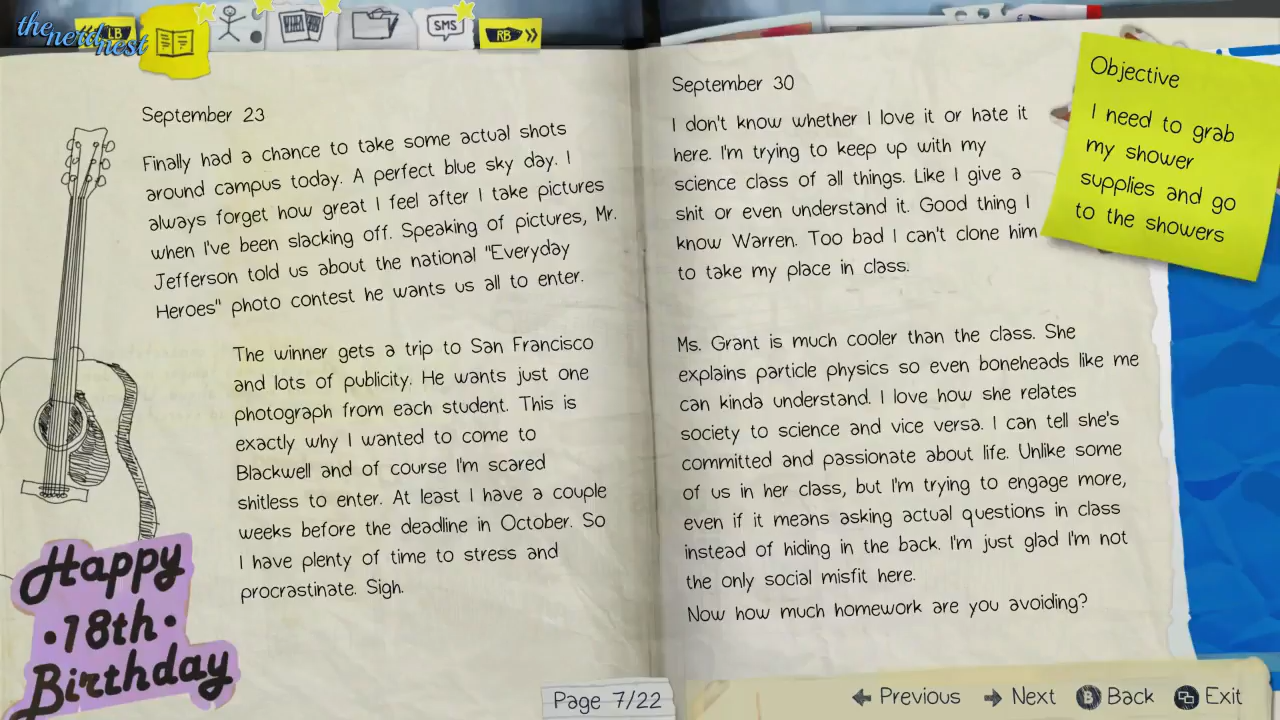 the
nerd
nest
LB
SMS
RB
September 23
Finally had a chance to take some actual shots
around campus today. A perfect blue sky day. I
always forget how great I feel after I take pictures
when I've been slacking off. Speaking of pictures, Mr.
Jefferson told us about the national "Everyday
Heroes" photo contest he wants us all to enter.
The winner gets a trip to San Francisco
and lots of publicity. He wants just one
photograph from each student. This is
exactly why I wanted to come to
Blackwell and of course I'm scared
shitless to enter. At least I have a couple
weeks before the deadline in October. So
I have plenty of time to stress and
procrastinate. Sigh.
Happy
•18th•
Birthday
September 30
I don't know whether I love it or hate it
here. I'm trying to keep up with my
science class of all things. Like I give a
shit or even understand it. Good thing I
know Warren. Too bad I can't clone him
to take my place in class.
Ms. Grant is much cooler than the class. She
explains particle physics so even boneheads like me
can kinda understand. I love how she relates
society to science and vice versa. I can tell she's
committed and passionate about life. Unlike some
of us in her class, but I'm trying to engage more,
even if it means asking actual questions in class
instead of hiding in the back. I'm just glad I'm not
the only social misfit here.
Now how much homework are you avoiding?
Objective
I need to grab
my shower
supplies and go
to the showers
Page 7/22
Previous
Next
B Back
Exit